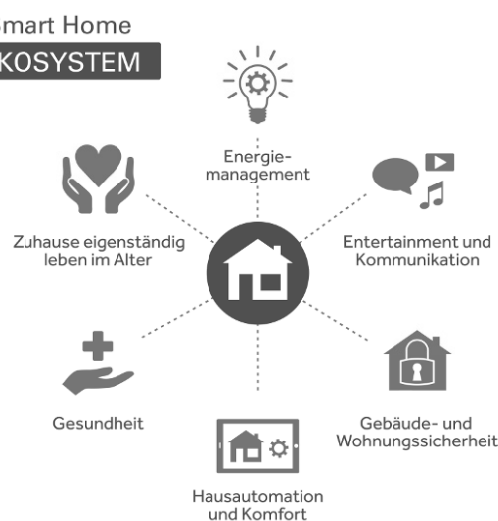 Smart Home
KOSYSTEM
Energie-
management
Entertainment und
Kommunikation
Zuhause eigenständig
leben im Alter
Gesundheit
Gebäude- und
Wohnungssicherheit
Hausautomation
und Komfort